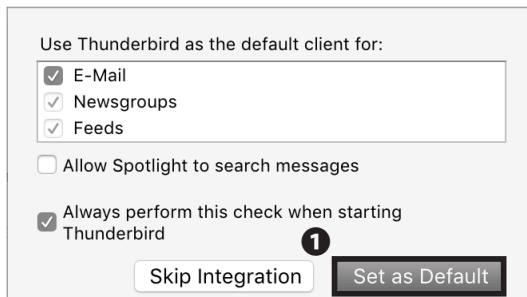 Use Thunderbird as the default client for:
E-Mail
Newsgroups
Feeds
Allow Spotlight to search messages
Always perform this check when starting
Thunderbird
1
Skip Integration
Set as Default